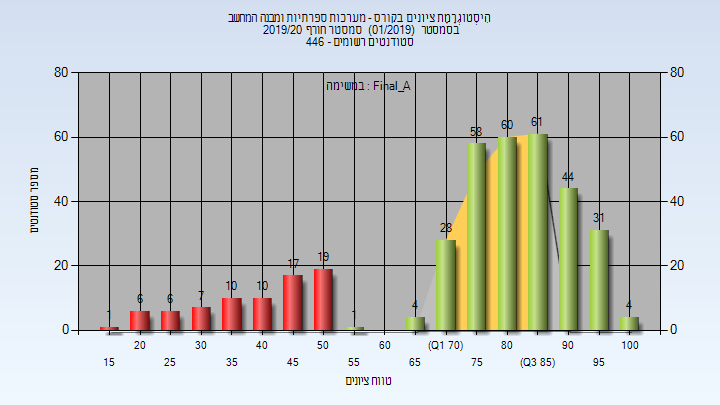 היסטוגרמת ציונים בקורס - מערכות ספרתיות ומבנה המחשב
בסמסטר (01/2019) סמסטר חורף 2019/20
סטודנטים רשומים - 446
במשימה : Final_A
מספר סטודנטים
80 80
60 60
40 40
20 20
0 0
1 6 6 7 10 10 17 19 1 4 28 58 60 61 44 31 4
20 30 40 50 60 (Q1 70) 80 90 100
15 25 35 45 55 65 75 (Q3 85) 95
טווח ציונים